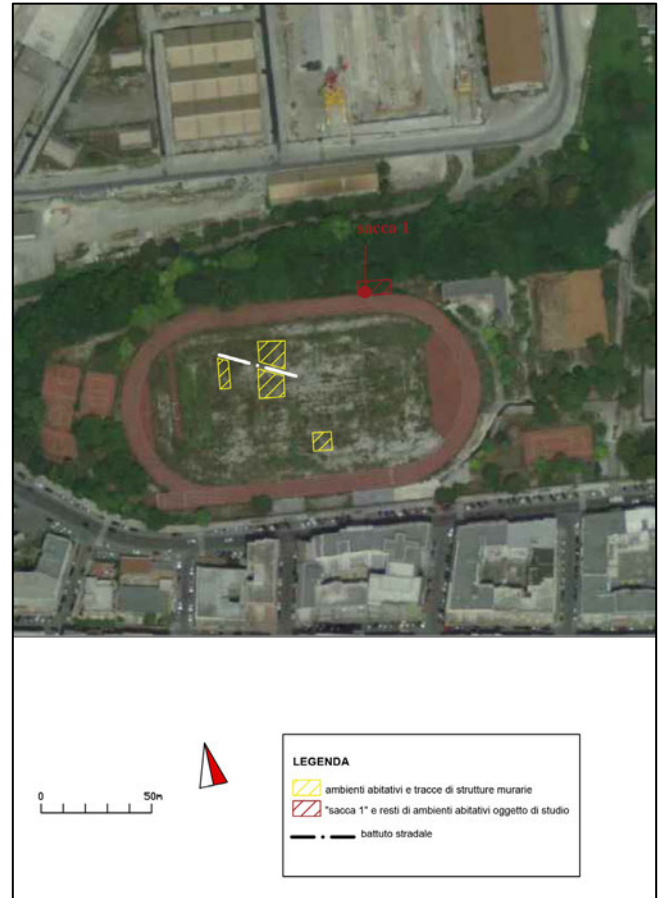 sacca 1
0 50m
LEGENDA
ambienti abitativi e tracce di strutture murarie
"sacca 1" e resti di ambienti abitativi oggetto di studio
battuto stradale